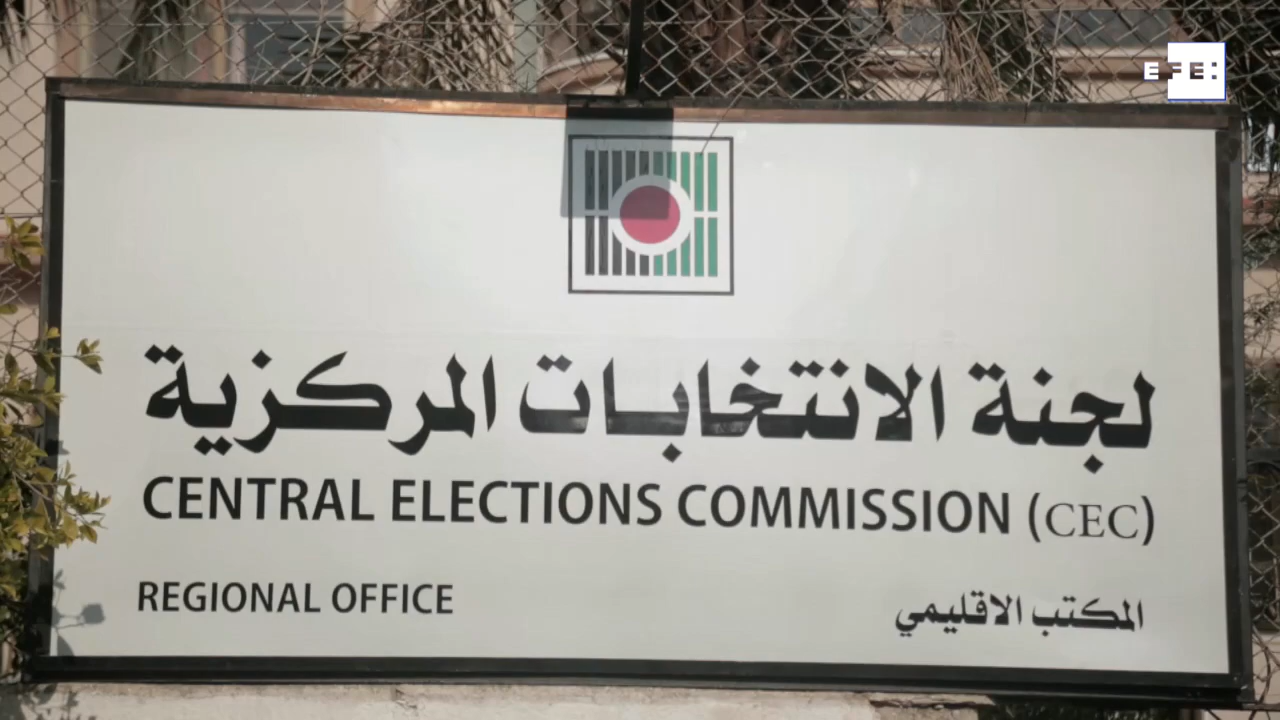 EFE:
لجنة الانتخابات المركزية
CENTRAL ELECTIONS COMMISSION (CEC)
REGIONAL OFFICE
المكتب الاقليمي